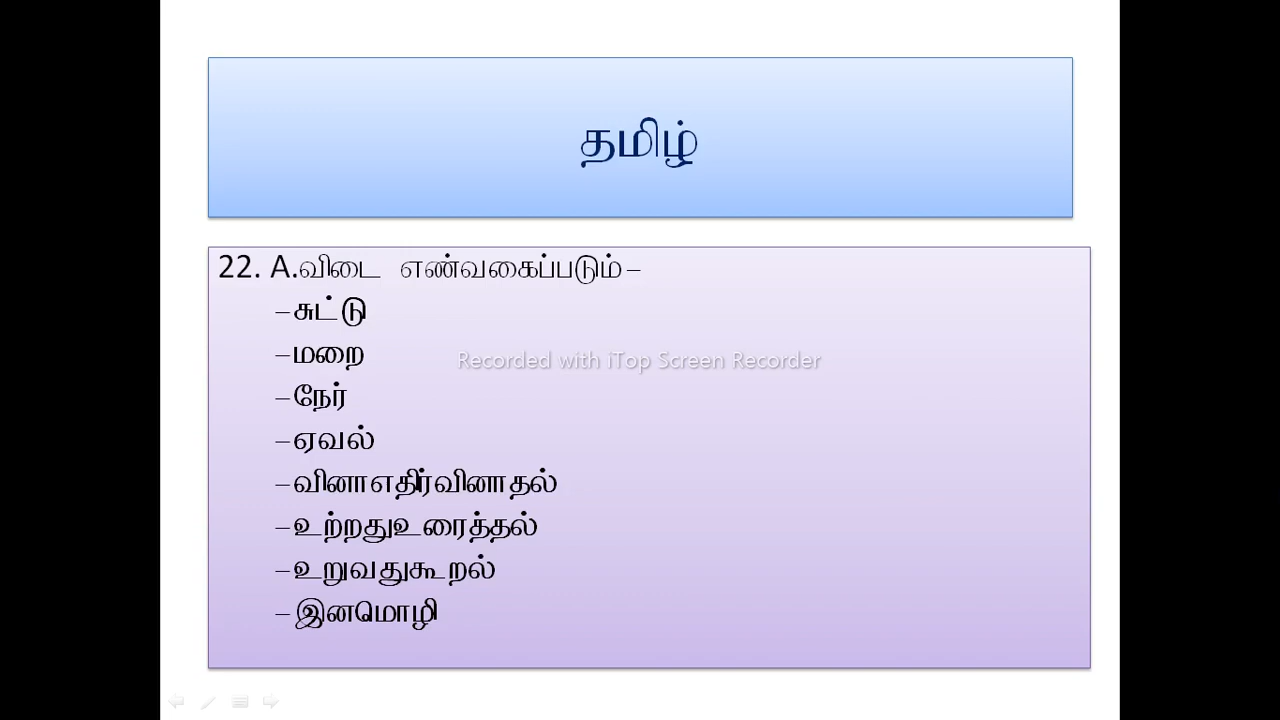 தமிழ்
22. A.விடை எண்வகைப்படும்–
–சுட்டு
–மறை
Recorded with iTop Screen Recorder
–நேர்
–ஏவல்
–வினாஎதிர்வினாதல்
–உற்றதுஉரைத்தல்
–உறுவதுகூறல்
–இனமொழி